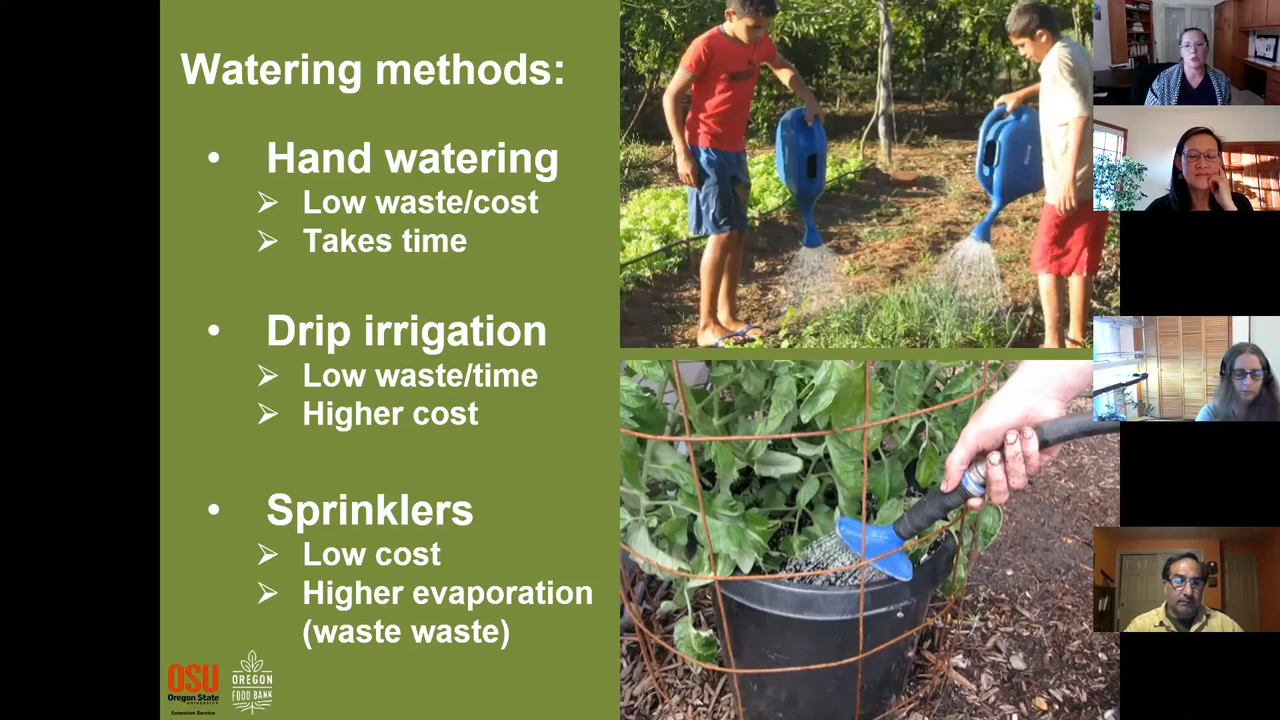 Watering methods:
• Hand watering
➢ Low waste/cost
➢ Takes time
• Drip irrigation
➢ Low waste/time
➢ Higher cost
• Sprinklers
➢ Low cost
➢ Higher evaporation
(waste waste)
OSU
Oregon State
UNIVERSITY
Extension Service
OREGON
FOOD BANK